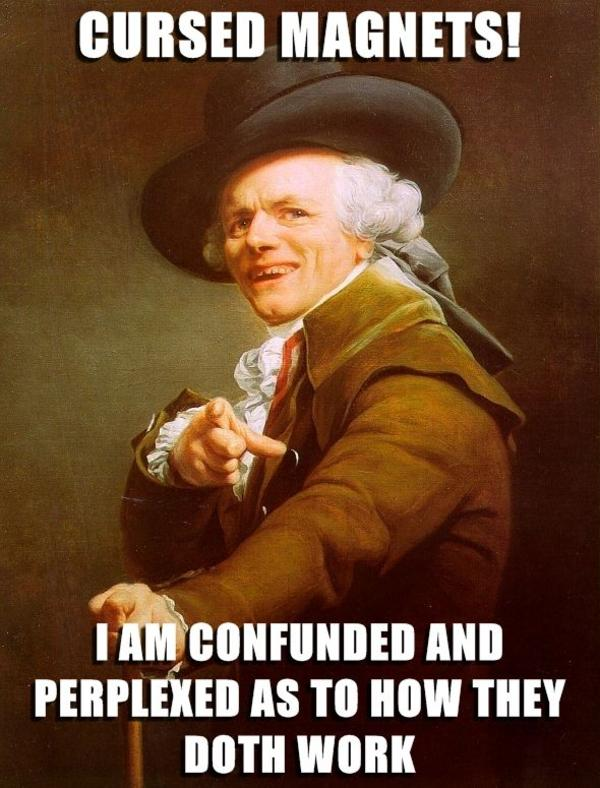 CURSED MAGNETS!
I AM CONFUNDED AND
PERPLEXED AS TO HOW THEY
DOTH WORK